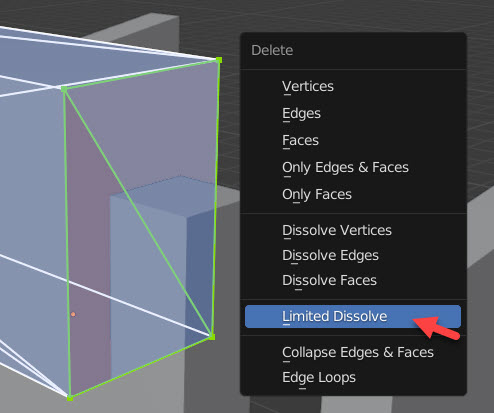 Delete
Vertices
Edges
Faces
Only Edges & Faces
Only Faces
Dissolve Vertices
Dissolve Edges
Dissolve Faces
Limited Dissolve
Collapse Edges & Faces
Edge Loops